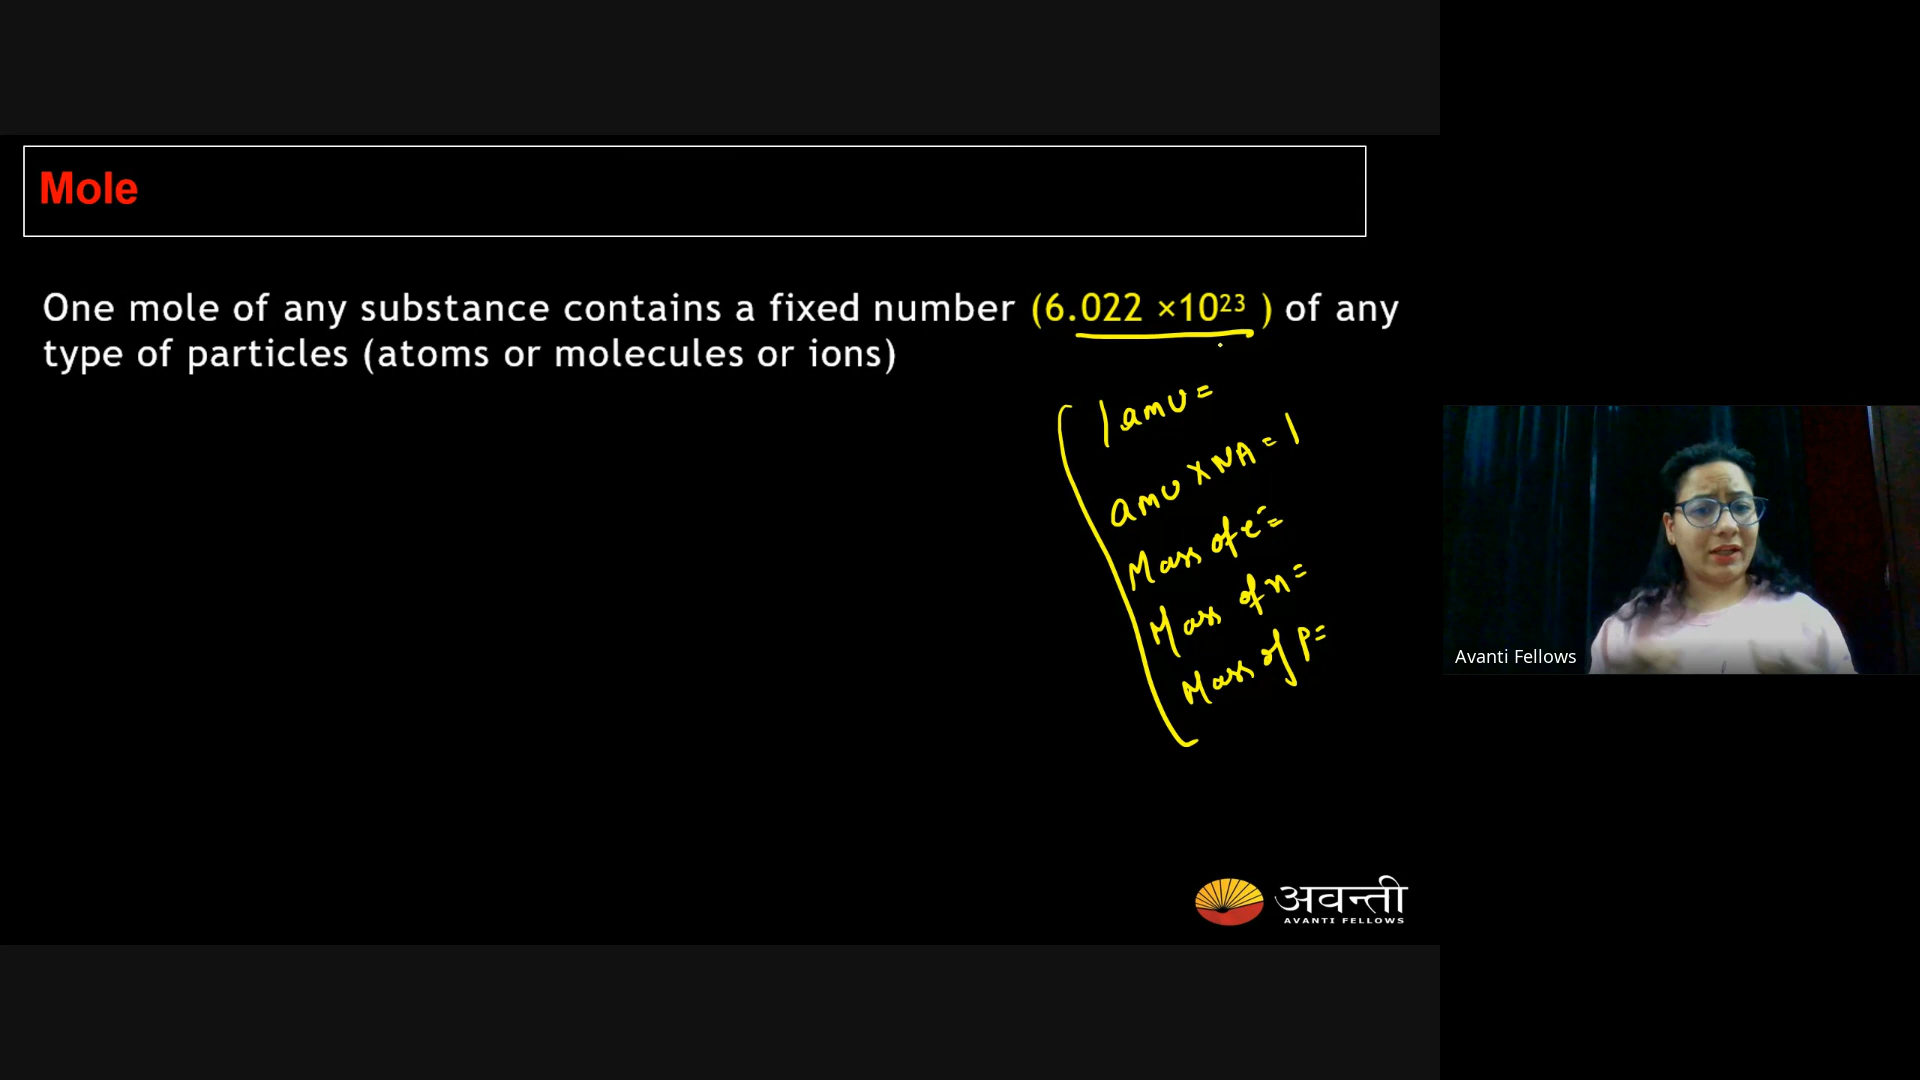 Mole
One mole of any substance contains a fixed number (6.022 ×10²³ ) of any
type of particles (atoms or molecules or ions)
1 amu =
amu × NA = 1
Mass of e⁻ =
Mass of n =
Mass of P =
Avanti Fellows
अवन्ती
AVANTI FELLOWS